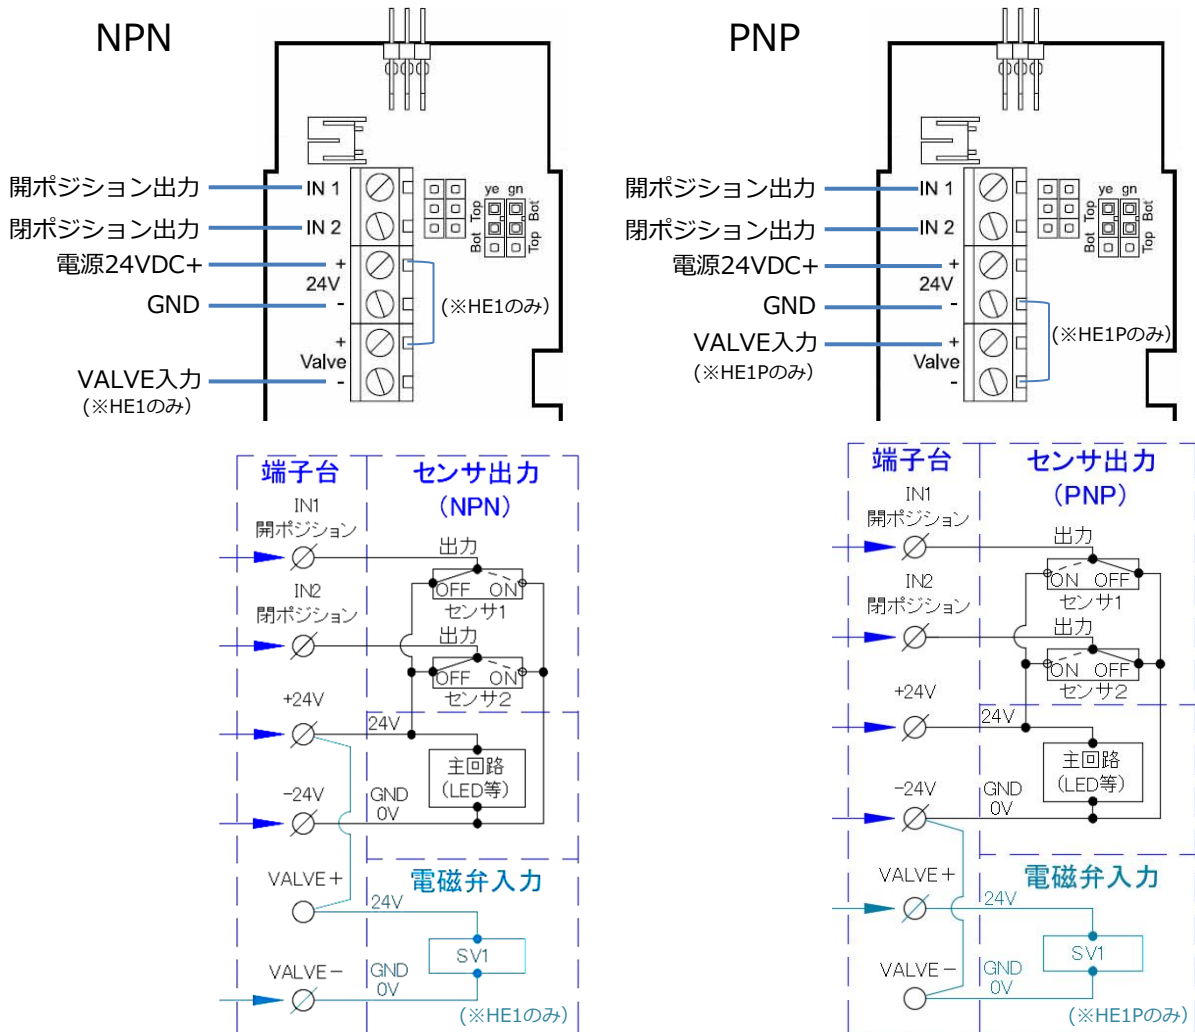 NPN
開ポジション出力
閉ポジション出力
電源24VDC+
GND
VALVE入力
(※HE1のみ)
IN 1
IN 2
+
24V
-
+
Valve
-
ye gn
Top
Bot
Bot
Top
(※HE1のみ)
PNP
開ポジション出力
閉ポジション出力
電源24VDC+
GND
VALVE入力
(※HE1Pのみ)
IN 1
IN 2
+
24V
-
+
Valve
-
ye gn
Top
Bot
Bot
Top
(※HE1Pのみ)
端子台
センサ出力
(NPN)
IN1
開ポジション
出力
OFF ON
センサ1
IN2
閉ポジション
出力
OFF ON
センサ2
+24V
24V
主回路
(LED等)
-24V
GND
0V
電磁弁入力
VALVE+
24V
SV1
VALVE-
GND
0V
(※HE1のみ)
端子台
センサ出力
(PNP)
IN1
開ポジション
出力
ON OFF
センサ1
IN2
閉ポジション
出力
ON OFF
センサ2
+24V
24V
主回路
(LED等)
-24V
GND
0V
電磁弁入力
VALVE+
24V
SV1
VALVE-
GND
0V
(※HE1Pのみ)